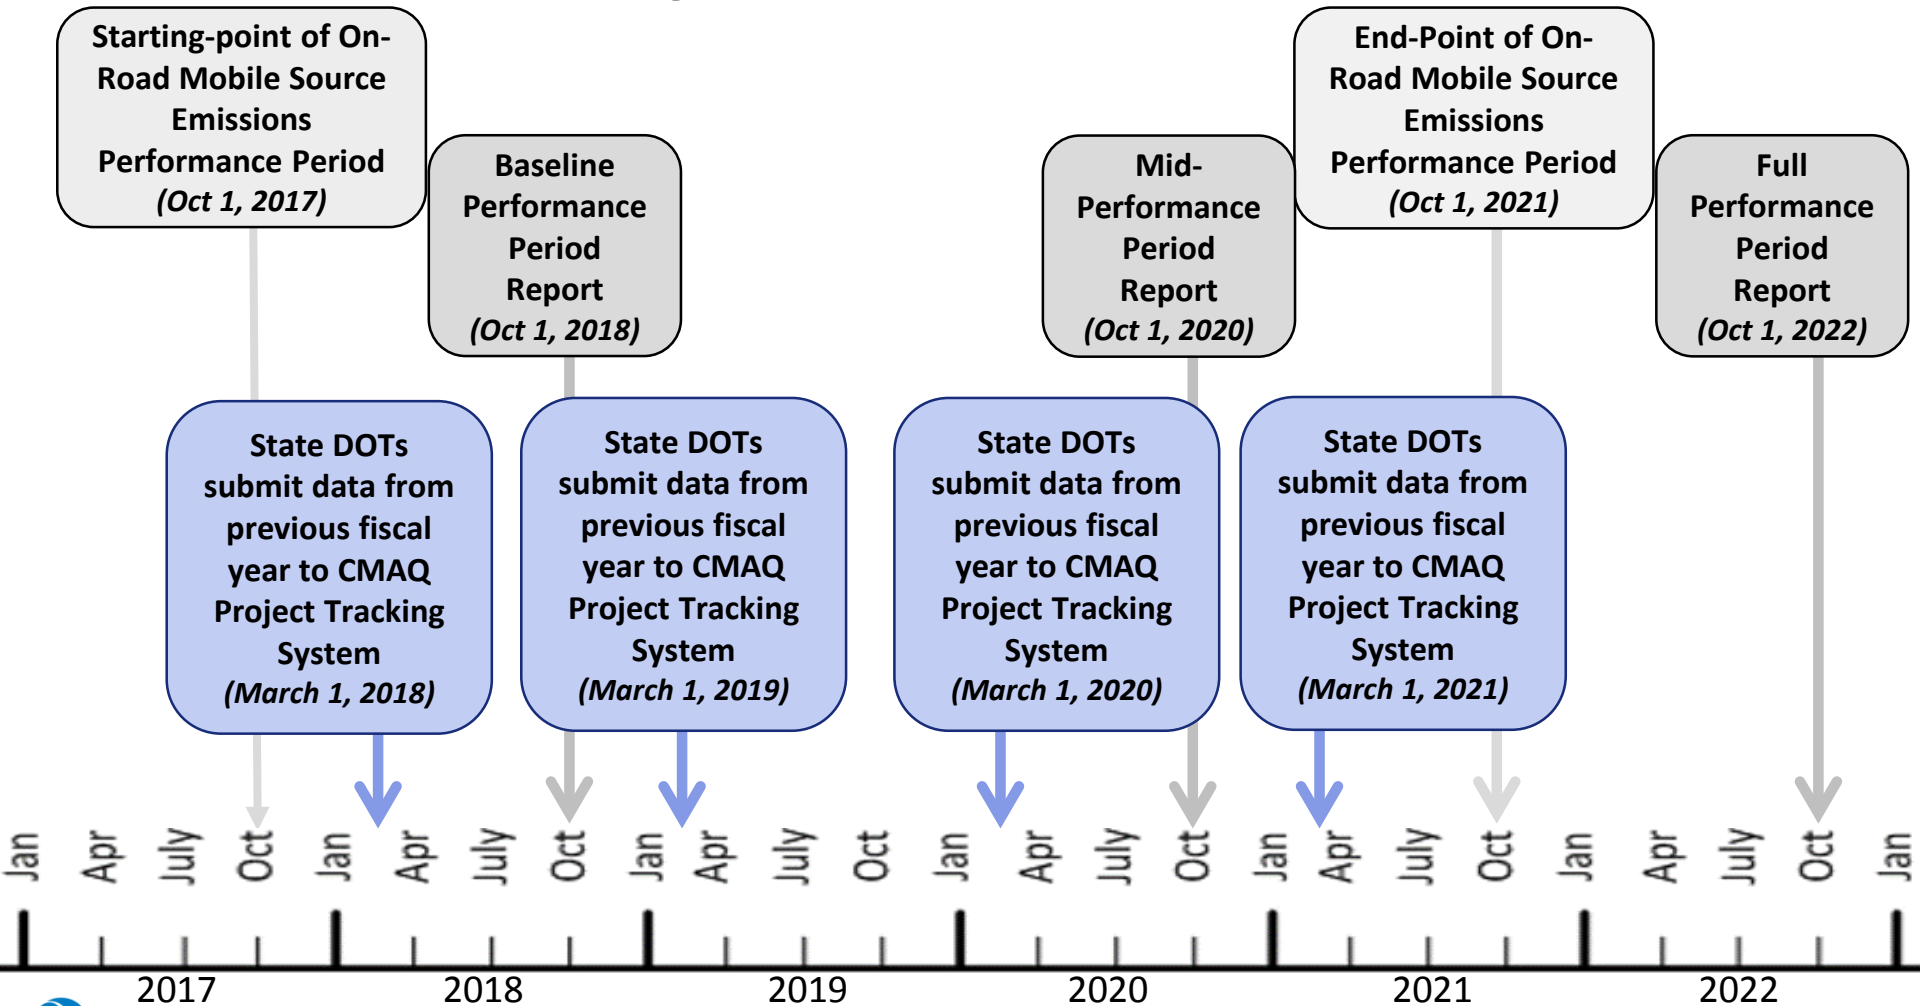 Starting-point of On-
Road Mobile Source
Emissions
Performance Period
(Oct 1, 2017)
Baseline
Performance
Period
Report
(Oct 1, 2018)
Mid-
Performance
Period
Report
(Oct 1, 2020)
End-Point of On-
Road Mobile Source
Emissions
Performance Period
(Oct 1, 2021)
Full
Performance
Period
Report
(Oct 1, 2022)
State DOTs
submit data from
previous fiscal
year to CMAQ
Project Tracking
System
(March 1, 2018)
State DOTs
submit data from
previous fiscal
year to CMAQ
Project Tracking
System
(March 1, 2019)
State DOTs
submit data from
previous fiscal
year to CMAQ
Project Tracking
System
(March 1, 2020)
State DOTs
submit data from
previous fiscal
year to CMAQ
Project Tracking
System
(March 1, 2021)
Jan Apr July Oct Jan Apr July Oct Jan Apr July Oct Jan Apr July Oct Jan Apr July Oct Jan Apr July Oct Jan
2017 2018 2019 2020 2021 2022